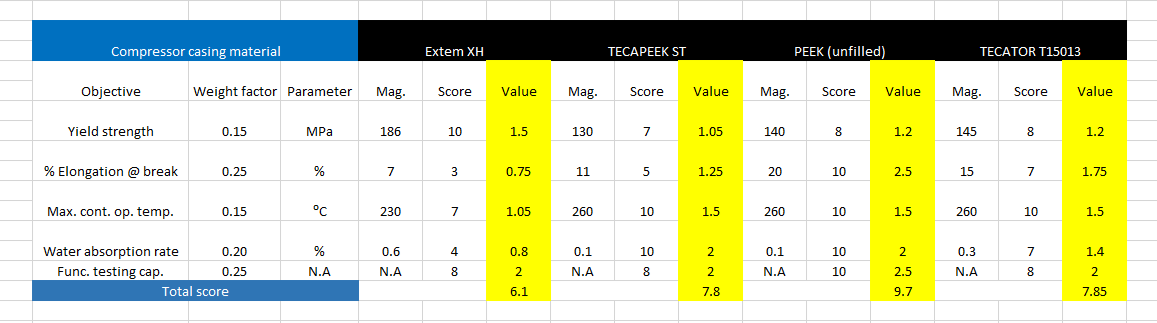 Compressor casing material Extem XH TECAPEEK ST PEEK (unfilled) TECATOR T15013
Objective Weight factor Parameter Mag. Score Value Mag. Score Value Mag. Score Value Mag. Score Value
Yield strength 0.15 MPa 186 10 1.5 130 7 1.05 140 8 1.2 145 8 1.2
% Elongation @ break 0.25 % 7 3 0.75 11 5 1.25 20 10 2.5 15 7 1.75
Max. cont. op. temp. 0.15 °C 230 7 1.05 260 10 1.5 260 10 1.5 260 10 1.5
Water absorption rate 0.20 % 0.6 4 0.8 0.1 10 2 0.1 10 2 0.3 7 1.4
Func. testing cap. 0.25 N.A N.A 8 2 N.A 8 2 N.A 10 2.5 N.A 8 2
Total score 6.1 7.8 9.7 7.85